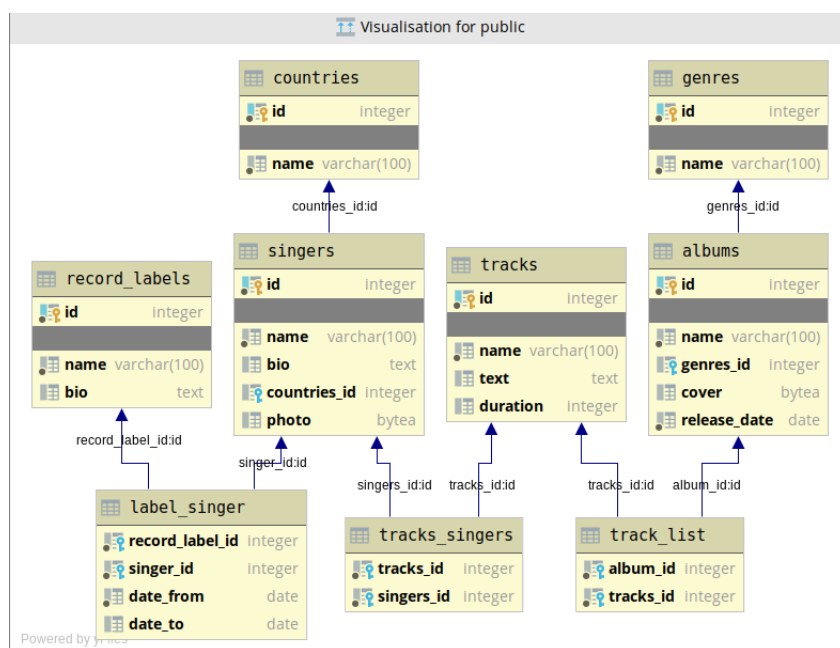 Visualisation for public
countries
id integer
name varchar(100)
genres
id integer
name varchar(100)
countries_id:id
genres_id:id
record_labels
id integer
name varchar(100)
bio text
singers
id integer
name varchar(100)
bio text
countries_id integer
photo bytea
tracks
id integer
name varchar(100)
text text
duration integer
albums
id integer
name varchar(100)
genres_id integer
cover bytea
release_date date
record_label_id:id
singer_id:id
singers_id:id
tracks_id:id
tracks_id:id
album_id:id
label_singer
record_label_id integer
singer_id integer
date_from date
date_to date
tracks_singers
tracks_id integer
singers_id integer
track_list
album_id integer
tracks_id integer
Powered by yFiles